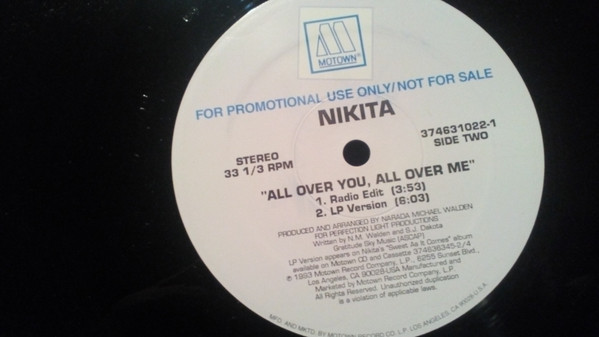 M
MOTOWN®
FOR PROMOTIONAL USE ONLY/NOT FOR SALE
NIKITA
STEREO
33 1/3 RPM
374631022-1
SIDE TWO
"ALL OVER YOU, ALL OVER ME"
1. Radio Edit (3:53)
2. LP Version (6:03)
PRODUCED AND ARRANGED BY NARADA MICHAEL WALDEN
FOR PERFECTION LIGHT PRODUCTIONS
Written by N.M. Walden and S.J. Dakota
Gratitude Sky Music (ASCAP)
LP Version appears on Nikita's "Sweet As It Comes" album
available on Motown CD and Cassette 374636345-2/4
℗ 1993 Motown Record Company, L.P., 6255 Sunset Blvd.,
Los Angeles, CA 90028-USA Manufactured and
Marketed by Motown Record Company, L.P.
All Rights Reserved. Unauthorized duplication
is a violation of applicable laws.
MFG. AND MKTD. BY MOTOWN RECORD CO., L.P. LOS ANGELES, CA 90028 U.S.A.